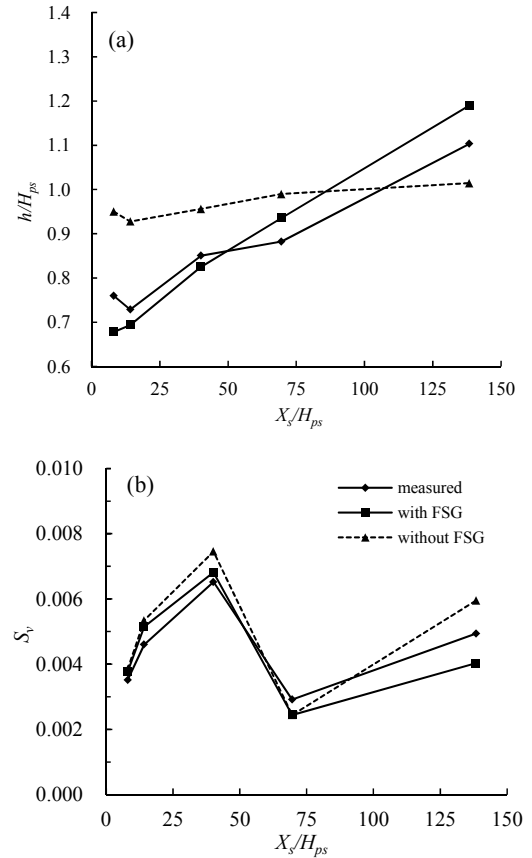 (a)
1.4
1.3
1.2
1.1
1.0
0.9
0.8
0.7
0.6
h/Hps
0 25 50 75 100 125 150
Xs/Hps
(b)
measured
with FSG
without FSG
0.010
0.008
0.006
0.004
0.002
0.000
Sv
0 25 50 75 100 125 150
Xs/Hps